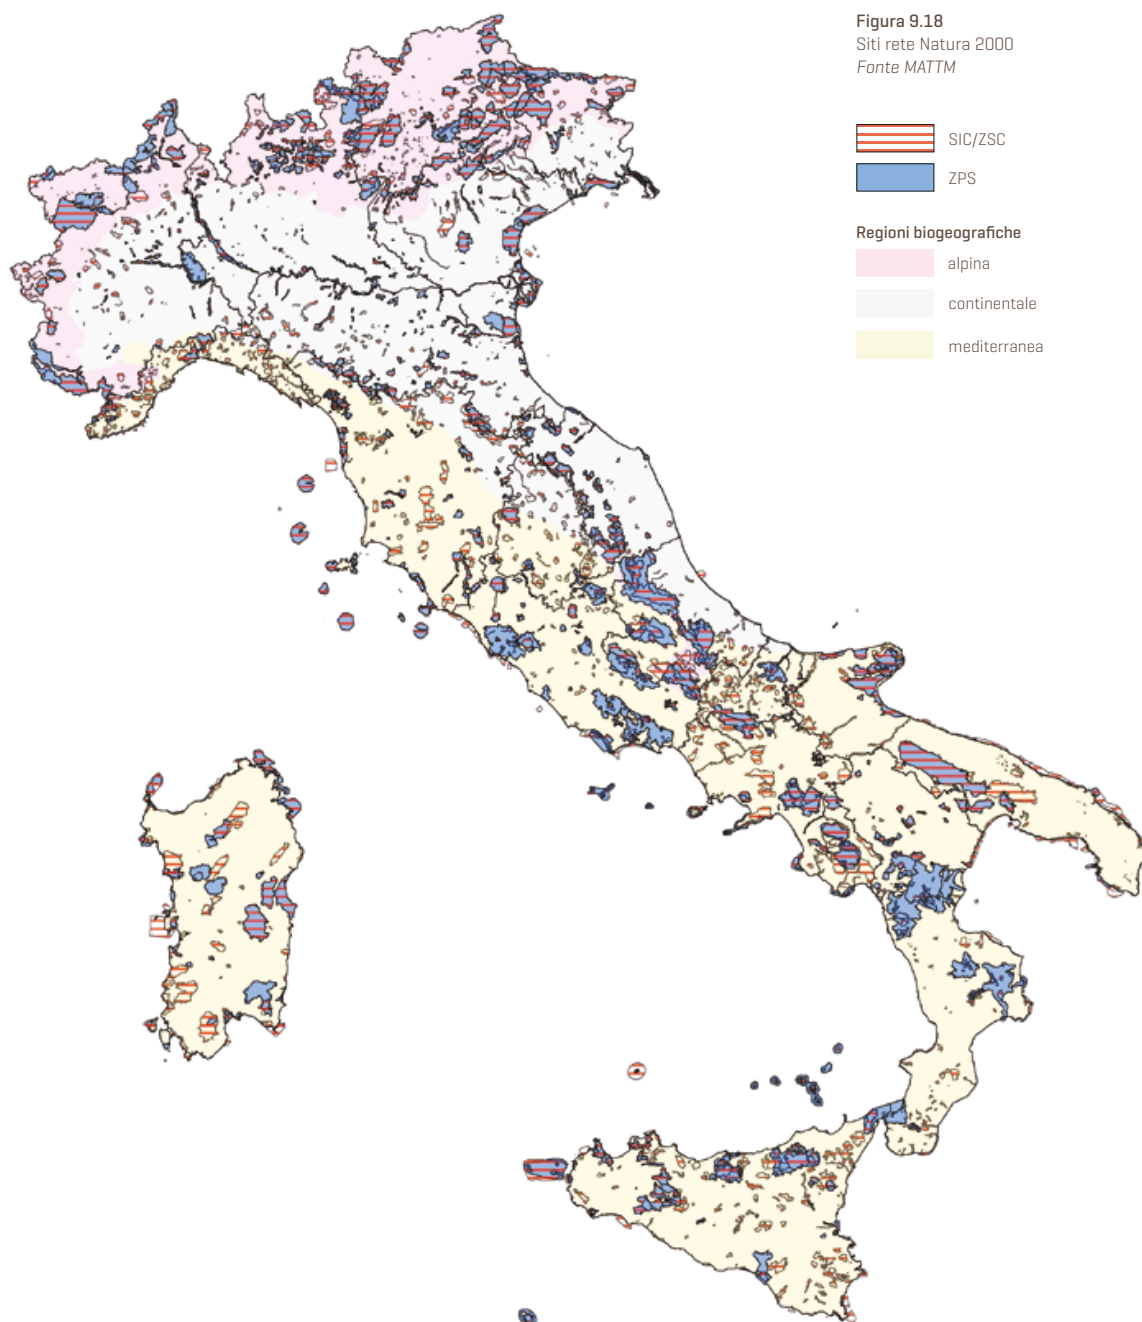 Figura 9.18
Siti rete Natura 2000
Fonte MATTM
SIC/ZSC
ZPS
Regioni biogeografiche
alpina
continentale
mediterranea